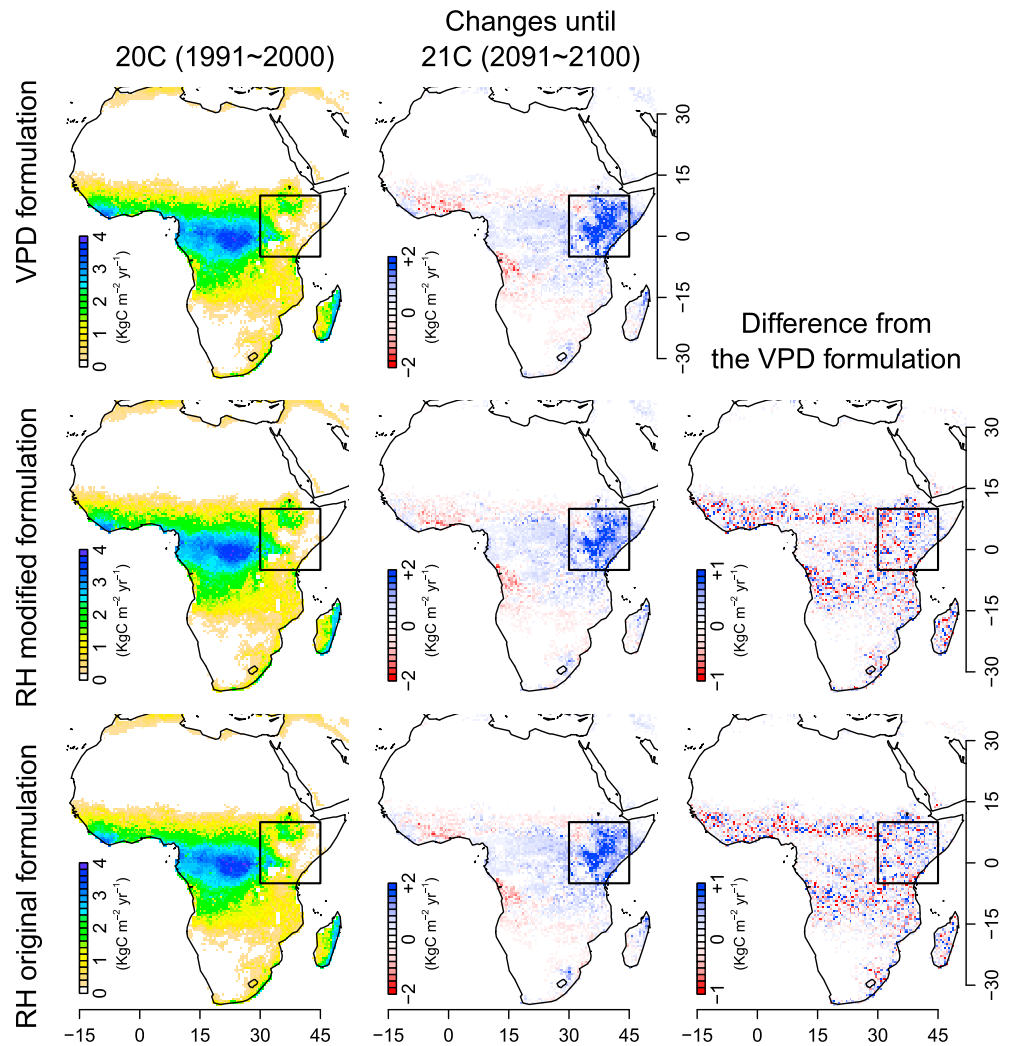 Changes until
20C (1991~2000)
21C (2091~2100)
VPD formulation
4
3
2
1
0
(KgC m−2 yr−1)
+2
0
−2
(KgC m−2 yr−1)
30
15
0
−15
−30
Difference from
the VPD formulation
RH modified formulation
4
3
2
1
0
(KgC m−2 yr−1)
+2
0
−2
(KgC m−2 yr−1)
+1
0
−1
(KgC m−2 yr−1)
30
15
0
−15
−30
RH original formulation
4
3
2
1
0
(KgC m−2 yr−1)
+2
0
−2
(KgC m−2 yr−1)
+1
0
−1
(KgC m−2 yr−1)
30
15
0
−15
−30
−15 0 15 30 45
−15 0 15 30 45
−15 0 15 30 45